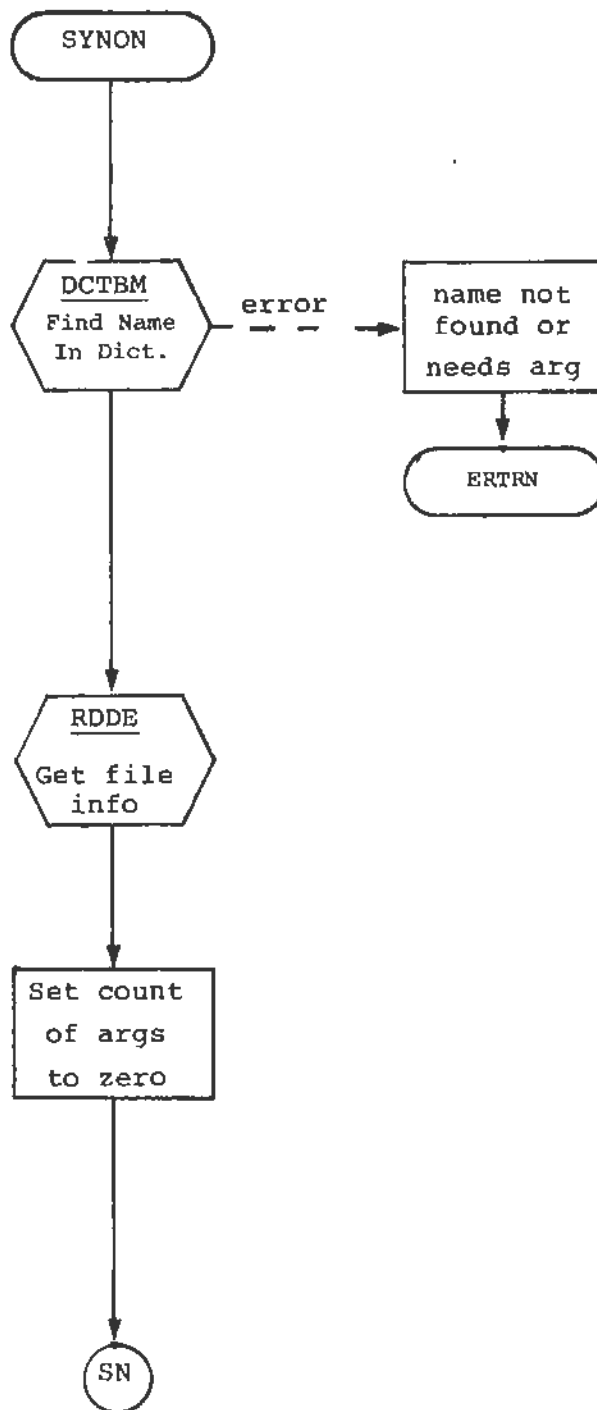 SYNON
DCTBM
Find Name
In Dict.
error
name not
found or
needs arg
ERTRN
RDDE
Get file
info
Set count
of args
to zero
SN